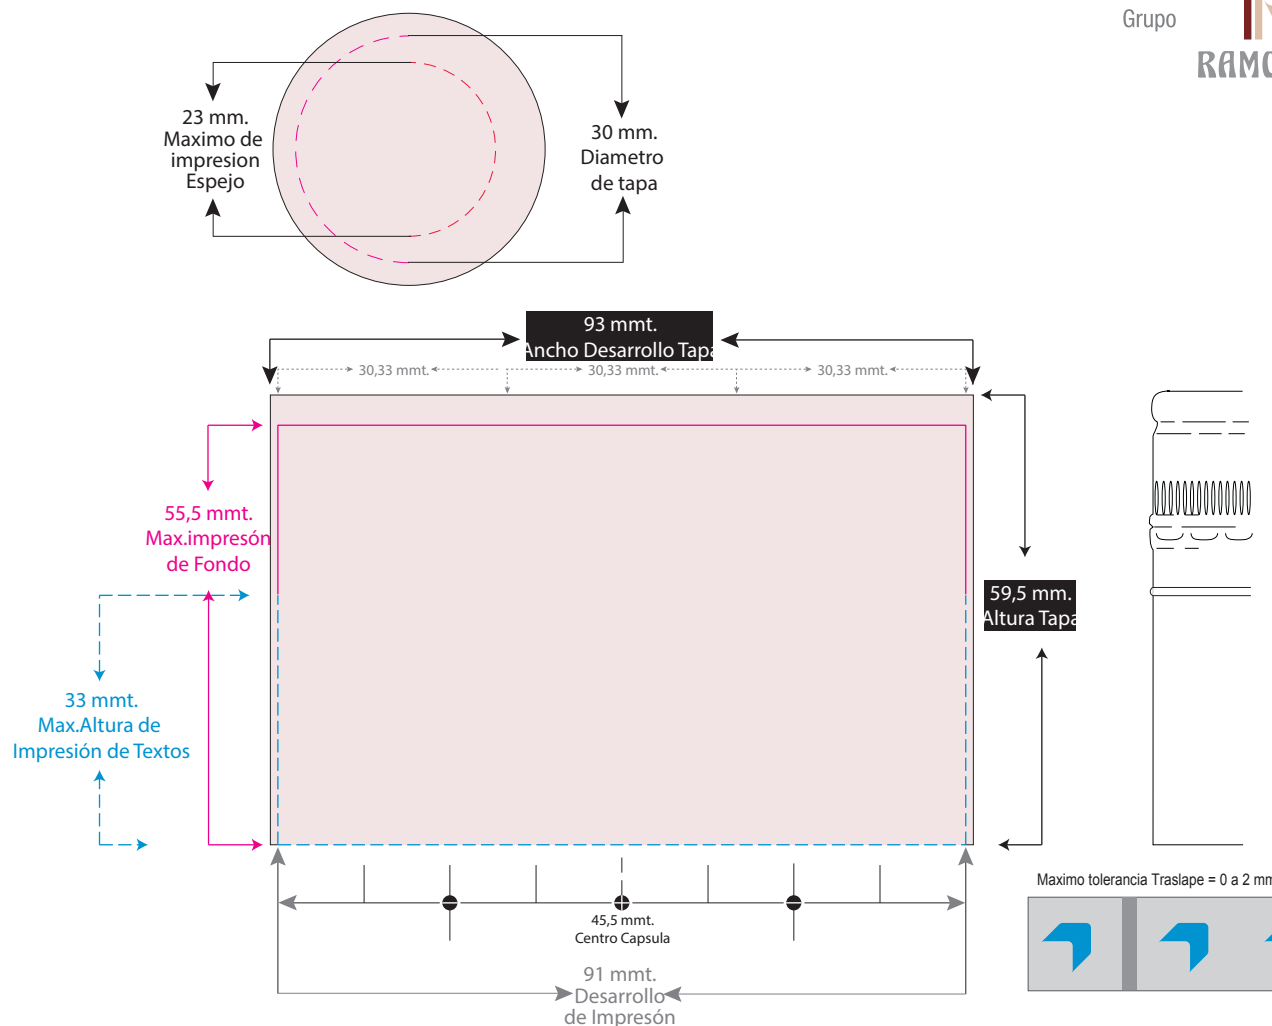 Grupo
23 mm.
Maximo de
impresion
Espejo
30 mm.
Diametro
de tapa
93 mmt.
Ancho Desarrollo Tapa
30,33 mmt.
30,33 mmt.
30,33 mmt.
55,5 mmt.
Max.impresón
de Fondo
59,5 mm.
Altura Tapa
33 mmt.
Max.Altura de
Impresión de Textos
Maximo tolerancia Traslape = 0 a 2 mm
45,5 mmt.
Centro Capsula
91 mmt.
Desarrollo
de Impresón